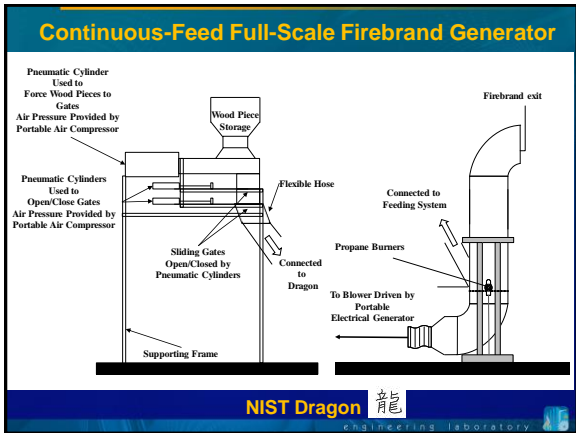 Continuous-Feed Full-Scale Firebrand Generator
Pneumatic Cylinder
Used to
Force Wood Pieces to
Gates
Air Pressure Provided by
Portable Air Compressor
Wood Piece
Storage
Pneumatic Cylinders
Used to
Open/Close Gates
Air Pressure Provided by
Portable Air Compressor
Flexible Hose
Sliding Gates
Open/Closed by
Pneumatic Cylinders
Connected
to
Dragon
Supporting Frame
Firebrand exit
Connected to
Feeding System
Propane Burners
To Blower Driven by
Portable
Electrical Generator
NIST Dragon 龍
engineering laboratory